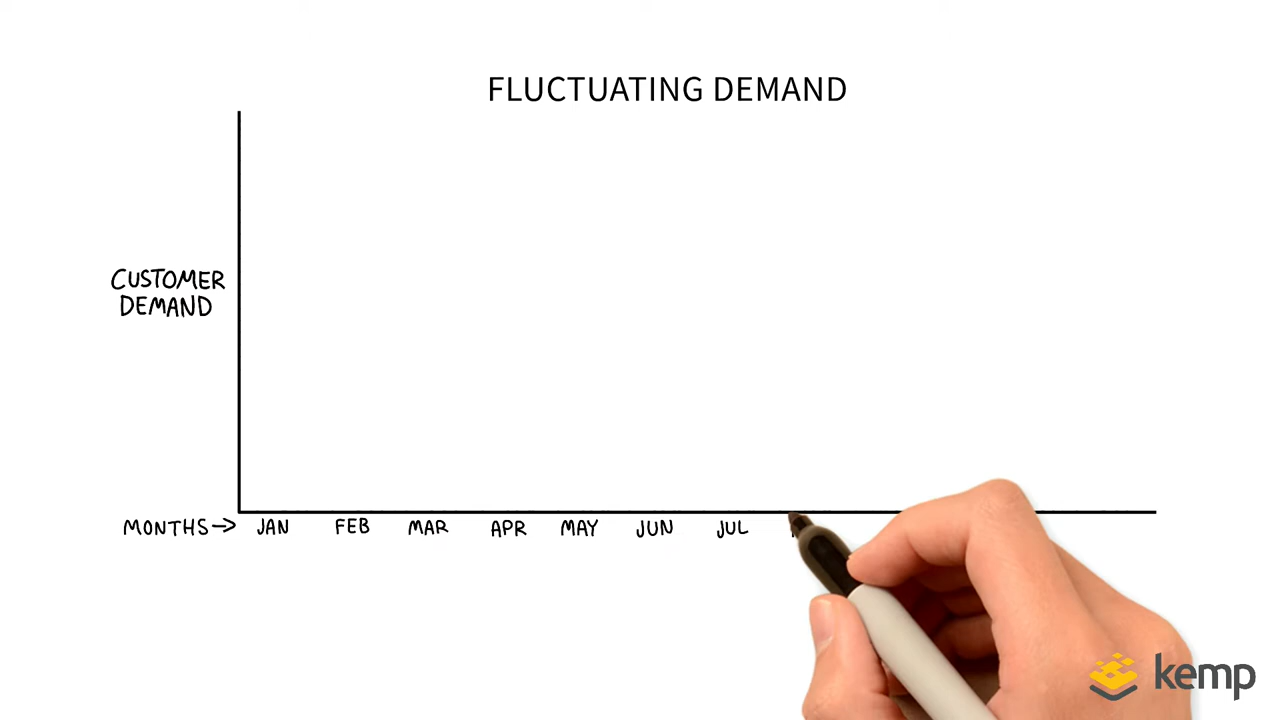 FLUCTUATING DEMAND
CUSTOMER
DEMAND
MONTHS→ JAN FEB MAR APR MAY JUN JUL
kemp